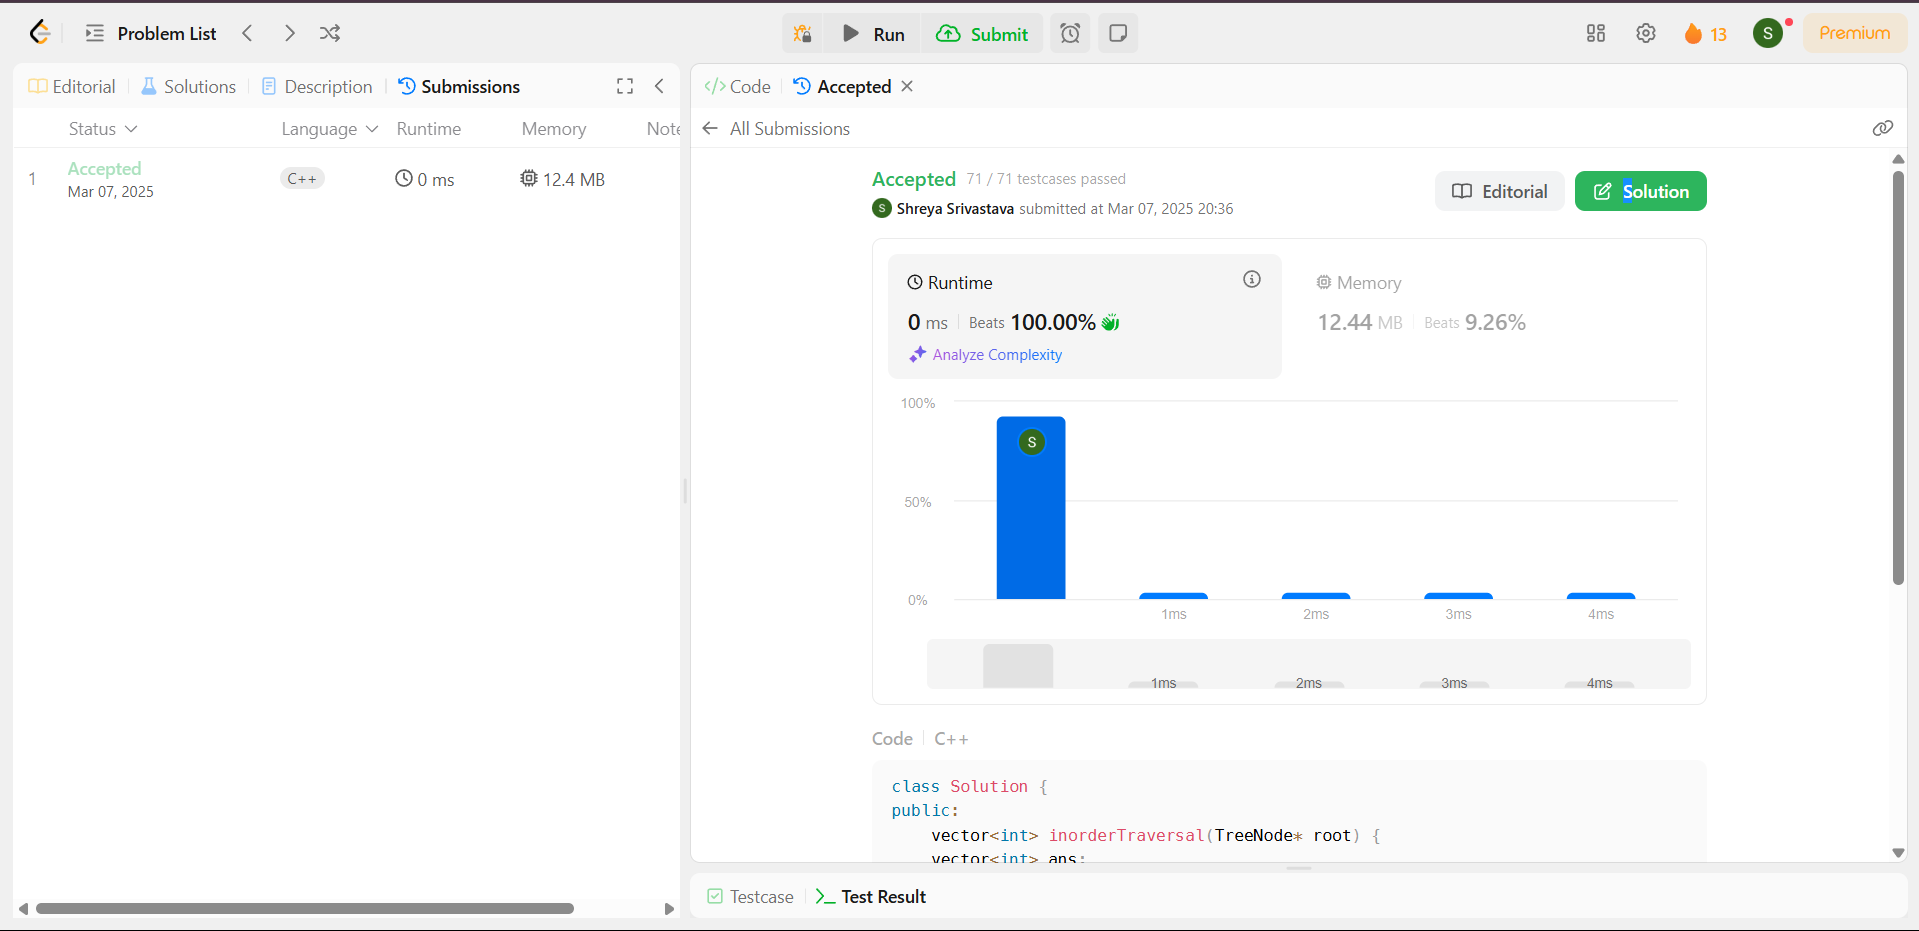 Problem List
Run
Submit
13
S
Premium
Editorial
Solutions
Description
Submissions
Status
Language
Runtime
Memory
Note
1
Accepted
C++
0 ms
12.4 MB
Mar 07, 2025
</> Code
Accepted
All Submissions
Accepted 71 / 71 testcases passed
S Shreya Srivastava submitted at Mar 07, 2025 20:36
Editorial
Solution
Runtime
0 ms Beats 100.00%
Analyze Complexity
Memory
12.44 MB Beats 9.26%
100%
50%
0%
S
1ms 2ms 3ms 4ms
1ms 2ms 3ms 4ms
Code C++
class Solution {
public:
vector<int> inorderTraversal(TreeNode* root) {
vector<int> ans;
Testcase
Test Result